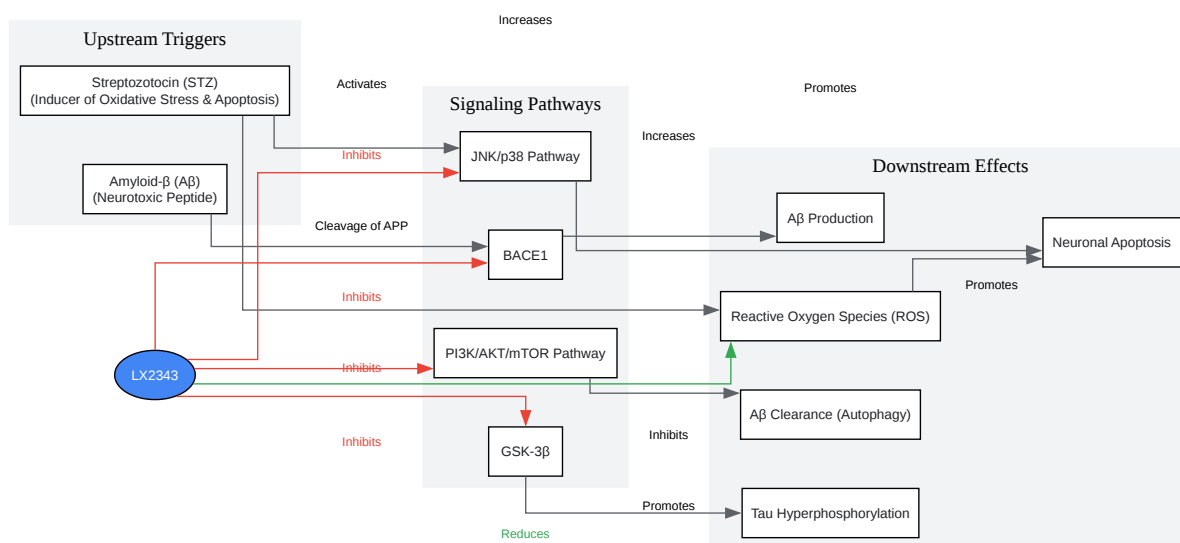 Increases
Upstream Triggers
Streptozotocin (STZ)
(Inducer of Oxidative Stress & Apoptosis)
Activates
Promotes
Signaling Pathways
Increases
JNK/p38 Pathway
Inhibits
Downstream Effects
Amyloid-β (Aβ)
(Neurotoxic Peptide)
Aβ Production
Cleavage of APP
Neuronal Apoptosis
BACE1
Promotes
Inhibits
Reactive Oxygen Species (ROS)
PI3K/AKT/mTOR Pathway
Inhibits
LX2343
Aβ Clearance (Autophagy)
Inhibits
Inhibits
GSK-3β
Promotes
Tau Hyperphosphorylation
Reduces